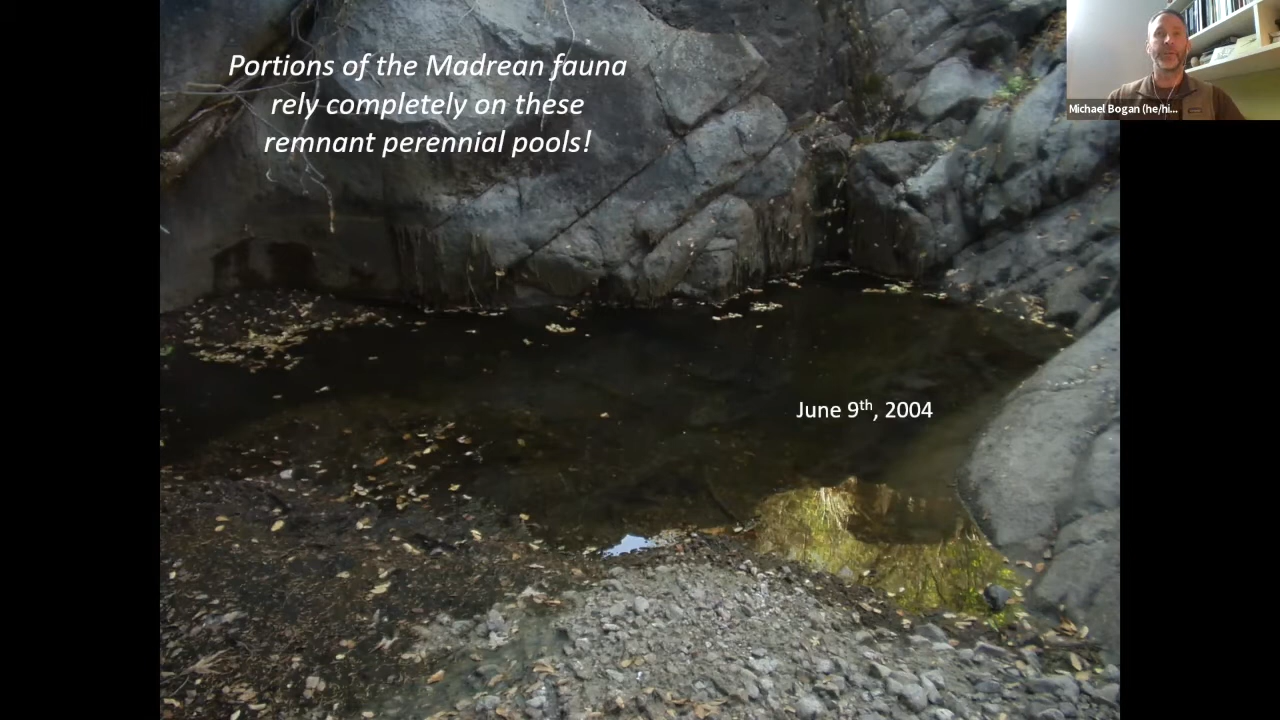 Portions of the Madrean fauna
rely completely on these
remnant perennial pools!
Michael Bogan (he/hi...
June 9th, 2004